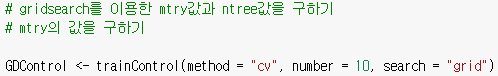 # gridsearch를 이용한 mtry값과 ntree값을 구하기
# mtry의 값을 구하기
GDControl <- trainControl(method = "cv", number = 10, search = "grid")